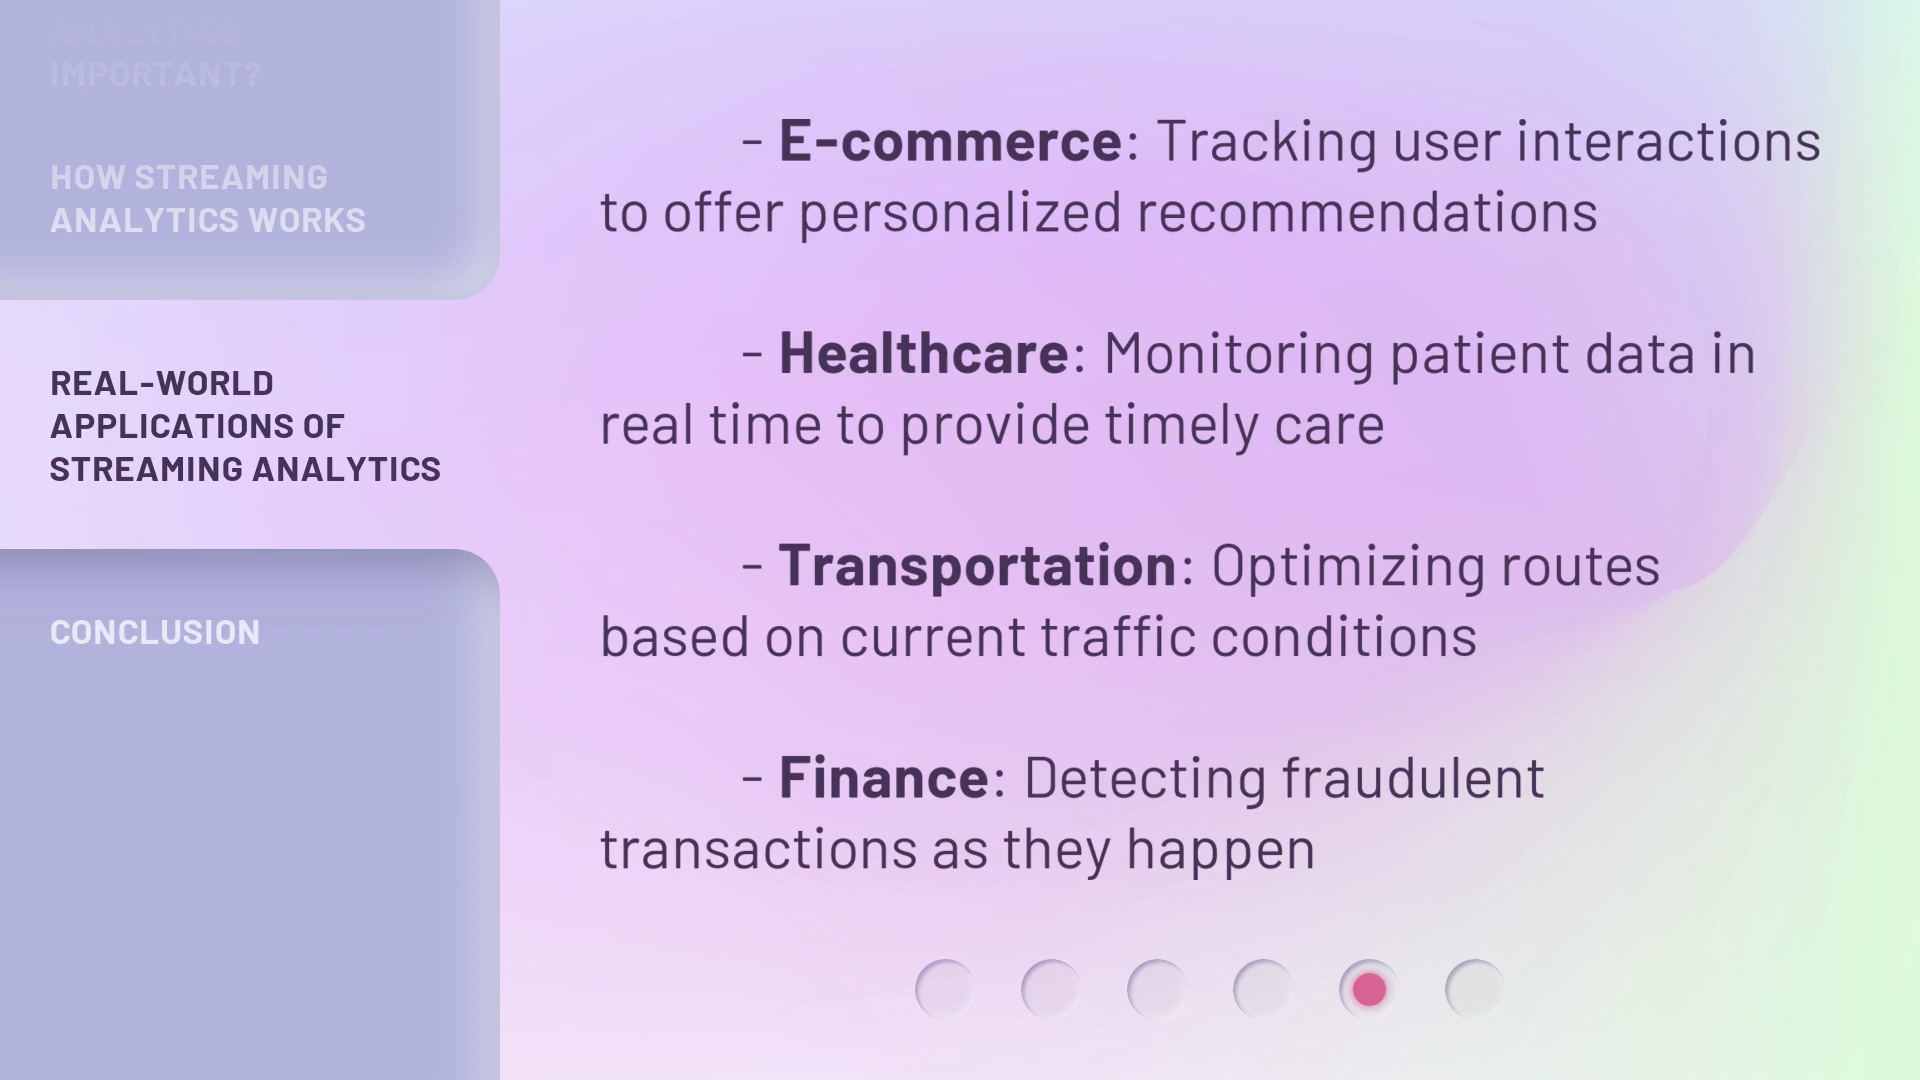 ANALYTICS
IMPORTANT?
HOW STREAMING
ANALYTICS WORKS
REAL-WORLD
APPLICATIONS OF
STREAMING ANALYTICS
CONCLUSION
- E-commerce: Tracking user interactions
to offer personalized recommendations
- Healthcare: Monitoring patient data in
real time to provide timely care
- Transportation: Optimizing routes
based on current traffic conditions
- Finance: Detecting fraudulent
transactions as they happen